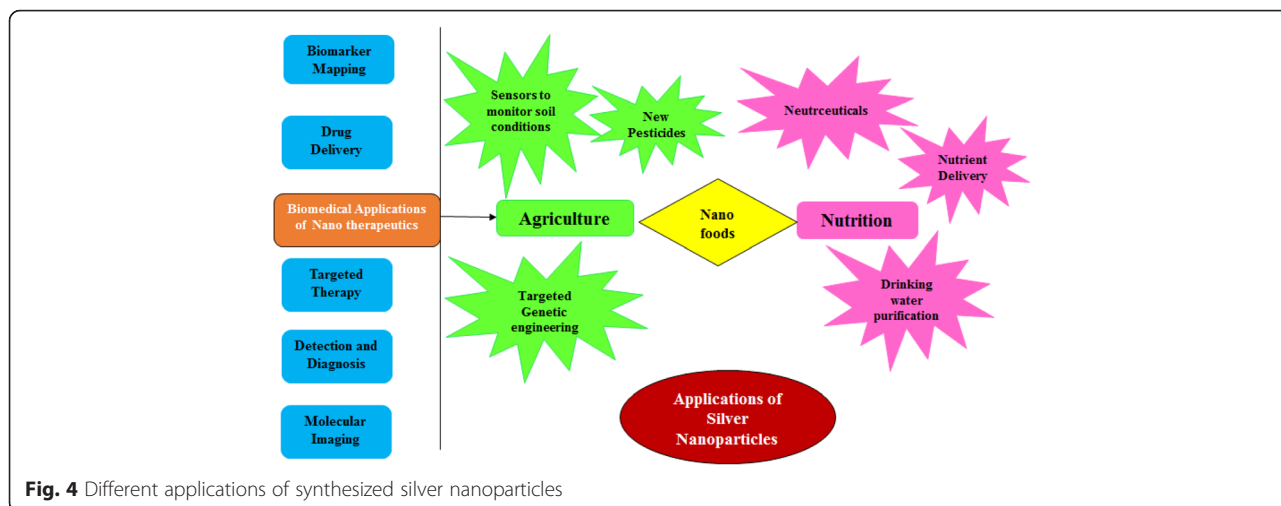 Biomarker
Mapping
Drug
Delivery
Biomedical Applications
of Nano therapeutics
Targeted
Therapy
Detection and
Diagnosis
Molecular
Imaging
Sensors to
monitor soil
conditions
New
Pesticides
Agriculture
Targeted
Genetic
engineering
Nano
foods
Neutrceuticals
Nutrient
Delivery
Nutrition
Drinking
water
purification
Applications of
Silver
Nanoparticles
Fig. 4 Different applications of synthesized silver nanoparticles